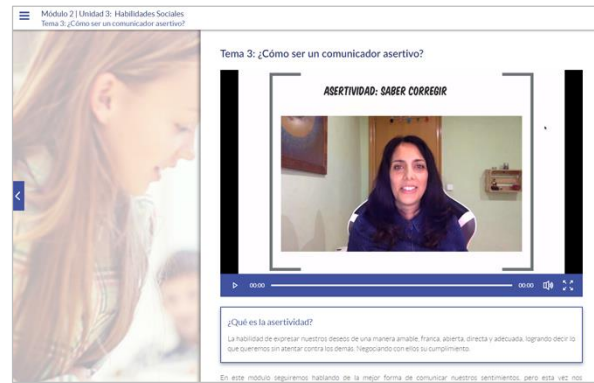 Módulo 2 | Unidad 3: Habilidades Sociales
Tema 3: ¿Cómo ser un comunicador asertivo?
Tema 3: ¿Cómo ser un comunicador asertivo?
ASERTIVIDAD: SABER CORREGIR
00:00
00:00
¿Qué es la asertividad?
La habilidad de expresar nuestros deseos de una manera amable, franca, abierta, directa y adecuada, logrando decir lo
que queremos sin atentar contra los demás. Negociando con ellos su cumplimiento.
En este módulo seguiremos hablando de la mejor forma de comunicar nuestros sentimientos, pero esta vez nos